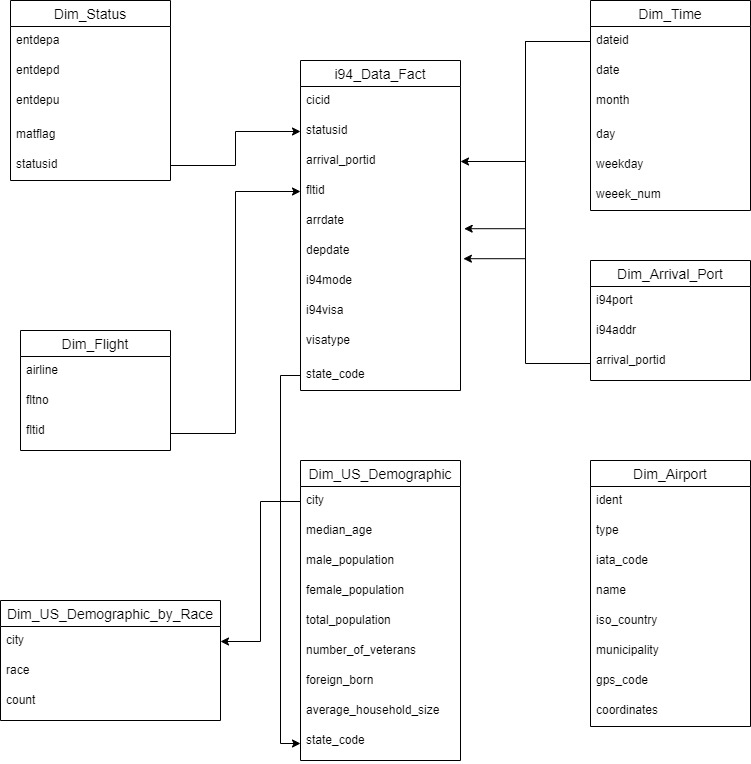 Dim_Status
entdepa
entdepd
entdepu
matflag
statusid
i94_Data_Fact
cicid
statusid
arrival_portid
fltid
arrdate
depdate
i94mode
i94visa
visatype
state_code
Dim_Time
dateid
date
month
day
weekday
weeek_num
Dim_Arrival_Port
i94port
i94addr
arrival_portid
Dim_Flight
airline
fltno
fltid
Dim_US_Demographic
city
median_age
male_population
female_population
total_population
number_of_veterans
foreign_born
average_household_size
state_code
Dim_Airport
ident
type
iata_code
name
iso_country
municipality
gps_code
coordinates
Dim_US_Demographic_by_Race
city
race
count